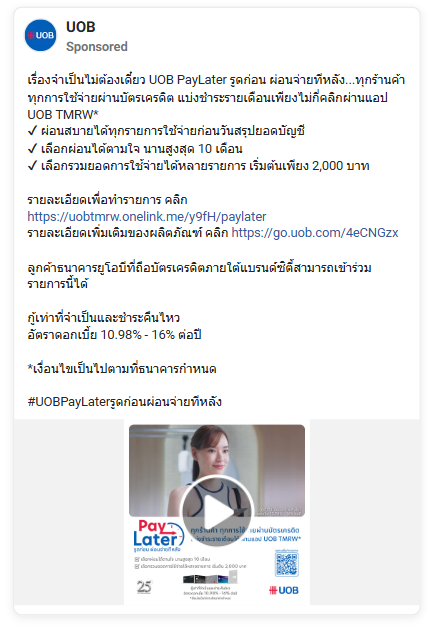 UOB
UOB
Sponsored
เรื่องจำเป็นไม่ต้องเดี๋ยว UOB PayLater รูดก่อน ผ่อนจ่ายทีหลัง...ทุกร้านค้า
ทุกการใช้จ่ายผ่านบัตรเครดิต แบ่งชำระรายเดือนเพียงไม่กี่คลิกผ่านแอป
UOB TMRW*
✓ ผ่อนสบายได้ทุกรายการใช้จ่ายก่อนวันสรุปยอดบัญชี
✓ เลือกผ่อนได้ตามใจ นานสูงสุด 10 เดือน
✓ เลือกรวมยอดการใช้จ่ายได้หลายรายการ เริ่มต้นเพียง 2,000 บาท
รายละเอียดเพื่อทำรายการ คลิก
https://uobtmrw.onelink.me/y9fH/paylater
รายละเอียดเพิ่มเติมของผลิตภัณฑ์ คลิก https://go.uob.com/4eCNGzx
ลูกค้าธนาคารยูโอบีที่ถือบัตรเครดิตภายใต้แบรนด์ซิตี้สามารถเข้าร่วม
รายการนี้ได้
กู้เท่าที่จำเป็นและชำระคืนไหว
อัตราดอกเบี้ย 10.98% - 16% ต่อปี
*เงื่อนไขเป็นไปตามที่ธนาคารกำหนด
#UOBPayLaterรูดก่อนผ่อนจ่ายทีหลัง
Pay
Later
รูดก่อน ผ่อนจ่ายทีหลัง
ทุกร้านค้า ทุกการใช้
ายผ่านบัตรเครดิต
UOB TMRW*
เลือกผ่อนได้นานสูงสุด 10 เดือน
25
UOB